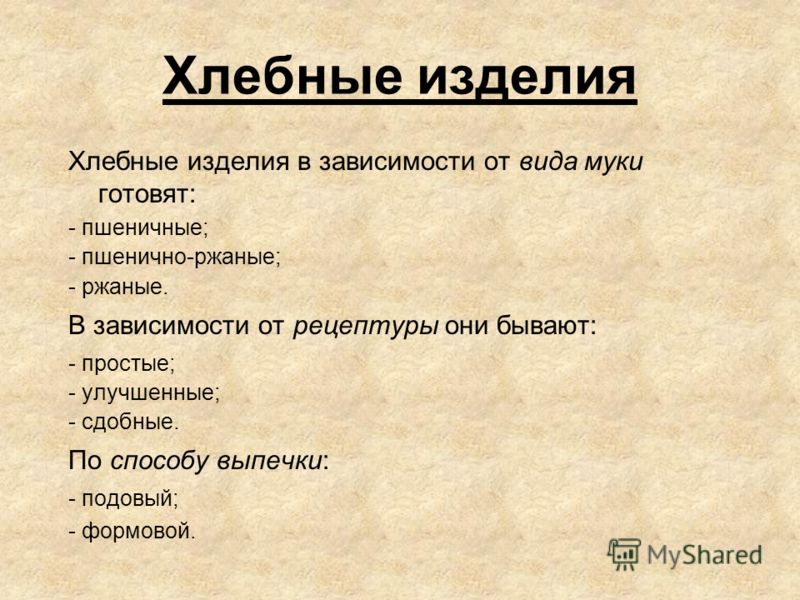 Хлебные изделия
Хлебные изделия в зависимости от вида муки
готовят:
- пшеничные;
- пшенично-ржаные;
- ржаные.
В зависимости от рецептуры они бывают:
- простые;
- улучшенные;
- сдобные.
По способу выпечки:
- подовый;
- формовой.
MyShared